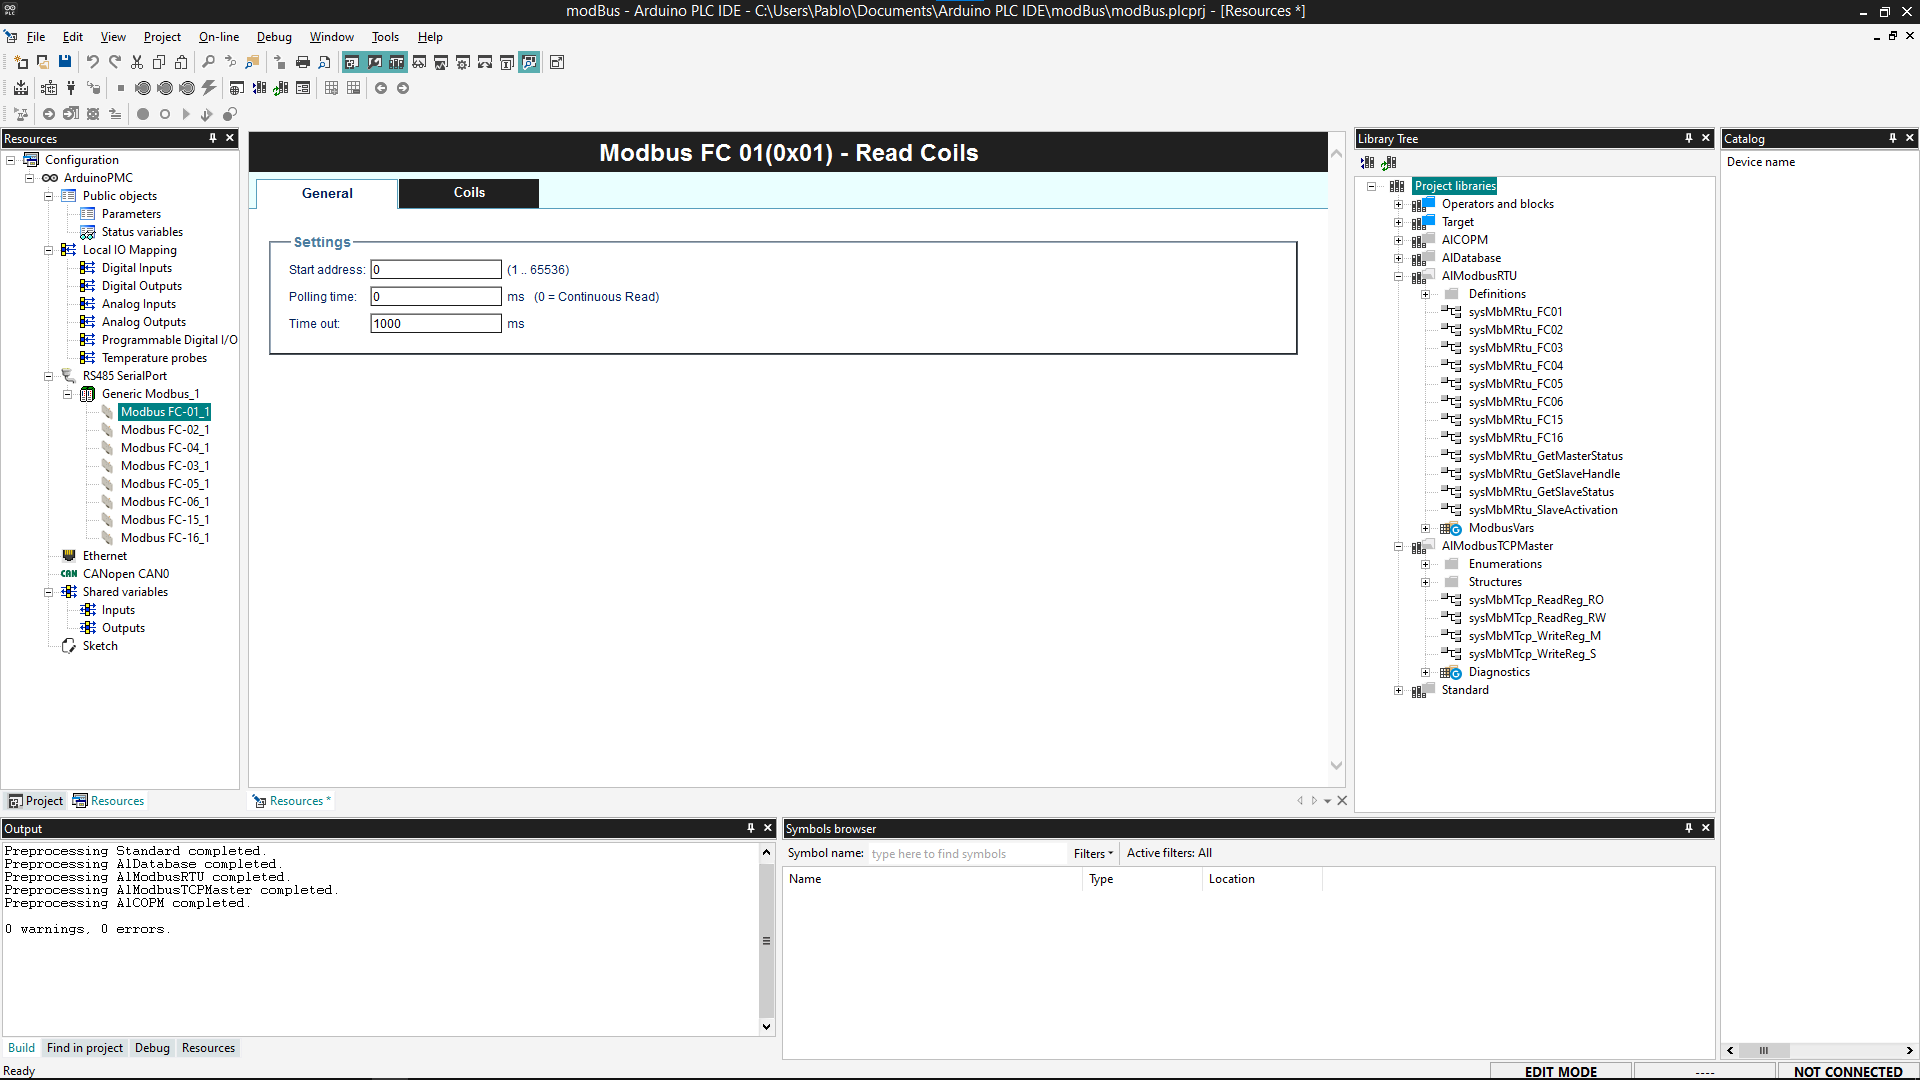 modBus - Arduino PLC IDE - C:\Users\Pablo\Documents\Arduino PLC IDE\modBus\modBus.plcprj - [Resources *]
File Edit View Project On-line Debug Window Tools Help
Resources
Configuration
ArduinoPMC
Public objects
Parameters
Status variables
Local IO Mapping
Digital Inputs
Digital Outputs
Analog Inputs
Analog Outputs
Programmable Digital I/O
Temperature probes
RS485 SerialPort
Generic Modbus_1
Modbus FC-01_1
Modbus FC-02_1
Modbus FC-04_1
Modbus FC-03_1
Modbus FC-05_1
Modbus FC-06_1
Modbus FC-15_1
Modbus FC-16_1
Ethernet
CAN CANopen CAN0
Shared variables
Inputs
Outputs
Sketch
Project Resources
Modbus FC 01(0x01) - Read Coils
General Coils
Settings
Start address: 0 (1 .. 65536)
Polling time: 0 ms (0 = Continuous Read)
Time out: 1000 ms
Resources *
Library Tree
Project libraries
Operators and blocks
Target
AlCOPM
AlDatabase
AlModbusRTU
Definitions
sysMbMRtu_FC01
sysMbMRtu_FC02
sysMbMRtu_FC03
sysMbMRtu_FC04
sysMbMRtu_FC05
sysMbMRtu_FC06
sysMbMRtu_FC15
sysMbMRtu_FC16
sysMbMRtu_GetMasterStatus
sysMbMRtu_GetSlaveHandle
sysMbMRtu_GetSlaveStatus
sysMbMRtu_SlaveActivation
ModbusVars
AlModbusTCPMaster
Enumerations
Structures
sysMbMTcp_ReadReg_RO
sysMbMTcp_ReadReg_RW
sysMbMTcp_WriteReg_M
sysMbMTcp_WriteReg_S
Diagnostics
Standard
Catalog
Device name
Output
Preprocessing Standard completed.
Preprocessing AlDatabase completed.
Preprocessing AlModbusRTU completed.
Preprocessing AlModbusTCPMaster completed.
Preprocessing AlCOPM completed.
0 warnings, 0 errors.
Build Find in project Debug Resources
Symbols browser
Symbol name: type here to find symbols Filters Active filters: All
Name Type Location
Ready
EDIT MODE ---- NOT CONNECTED